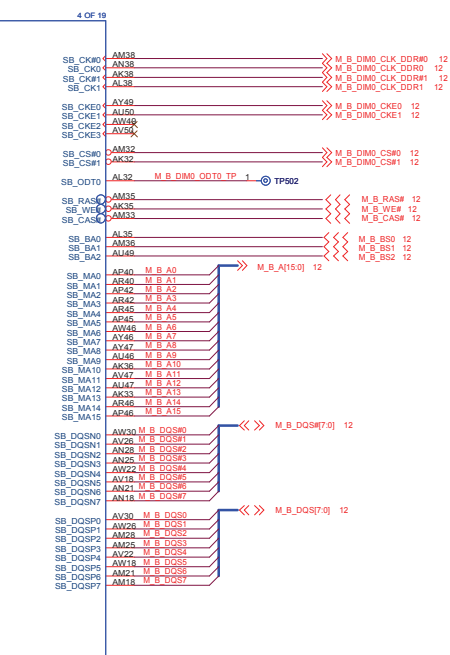 4 OF 19
SB_CK#0 AM38 M_B_DIM0_CLK_DDR#0 12
SB_CK0 AN38 M_B_DIM0_CLK_DDR0 12
SB_CK#1 AK38 M_B_DIM0_CLK_DDR#1 12
SB_CK1 AL38 M_B_DIM0_CLK_DDR1 12
SB_CKE0 AY49 M_B_DIM0_CKE0 12
SB_CKE1 AU50 M_B_DIM0_CKE1 12
SB_CKE2 AW49
SB_CKE3 AV50
SB_CS#0 AM32 M_B_DIM0_CS#0 12
SB_CS#1 AK32 M_B_DIM0_CS#1 12
SB_ODT0 AL32 M_B_DIM0_ODT0_TP 1 TP502
SB_RAS# AM35 M_B_RAS# 12
SB_WE# AK35 M_B_WE# 12
SB_CAS# AM33 M_B_CAS# 12
SB_BA0 AL35 M_B_BS0 12
SB_BA1 AM36 M_B_BS1 12
SB_BA2 AU49 M_B_BS2 12
M_B_A[15:0] 12
SB_MA0 AP40 M_B_A0
SB_MA1 AR40 M_B_A1
SB_MA2 AP42 M_B_A2
SB_MA3 AR42 M_B_A3
SB_MA4 AR45 M_B_A4
SB_MA5 AP45 M_B_A5
SB_MA6 AW46 M_B_A6
SB_MA7 AY46 M_B_A7
SB_MA8 AY47 M_B_A8
SB_MA9 AU46 M_B_A9
SB_MA10 AK36 M_B_A10
SB_MA11 AV47 M_B_A11
SB_MA12 AU47 M_B_A12
SB_MA13 AK33 M_B_A13
SB_MA14 AR46 M_B_A14
SB_MA15 AP46 M_B_A15
M_B_DQS#[7:0] 12
SB_DQSN0 AW30 M_B_DQS#0
SB_DQSN1 AV26 M_B_DQS#1
SB_DQSN2 AN28 M_B_DQS#2
SB_DQSN3 AN25 M_B_DQS#3
SB_DQSN4 AW22 M_B_DQS#4
SB_DQSN5 AV18 M_B_DQS#5
SB_DQSN6 AN21 M_B_DQS#6
SB_DQSN7 AN18 M_B_DQS#7
M_B_DQS[7:0] 12
SB_DQSP0 AV30 M_B_DQS0
SB_DQSP1 AW26 M_B_DQS1
SB_DQSP2 AM28 M_B_DQS2
SB_DQSP3 AM25 M_B_DQS3
SB_DQSP4 AV22 M_B_DQS4
SB_DQSP5 AW18 M_B_DQS5
SB_DQSP6 AM21 M_B_DQS6
SB_DQSP7 AM18 M_B_DQS7